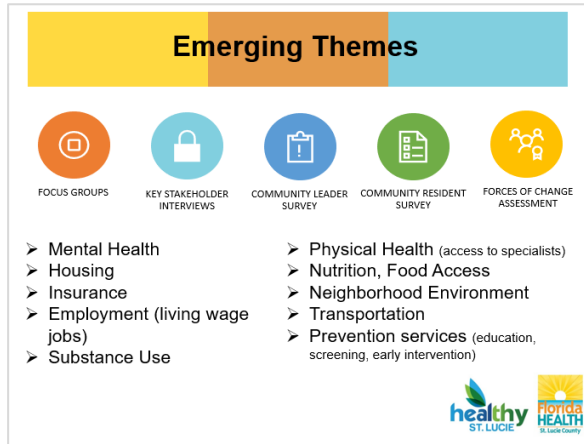 Emerging Themes
FOCUS GROUPS
KEY STAKEHOLDER
INTERVIEWS
COMMUNITY LEADER
SURVEY
COMMUNITY RESIDENT
SURVEY
FORCES OF CHANGE
ASSESSMENT
➢ Mental Health
➢ Housing
➢ Insurance
➢ Employment (living wage
jobs)
➢ Substance Use
➢ Physical Health (access to specialists)
➢ Nutrition, Food Access
➢ Neighborhood Environment
➢ Transportation
➢ Prevention services (education,
screening, early intervention)
healthy
ST. LUCIE
Florida
HEALTH
St. Lucie County